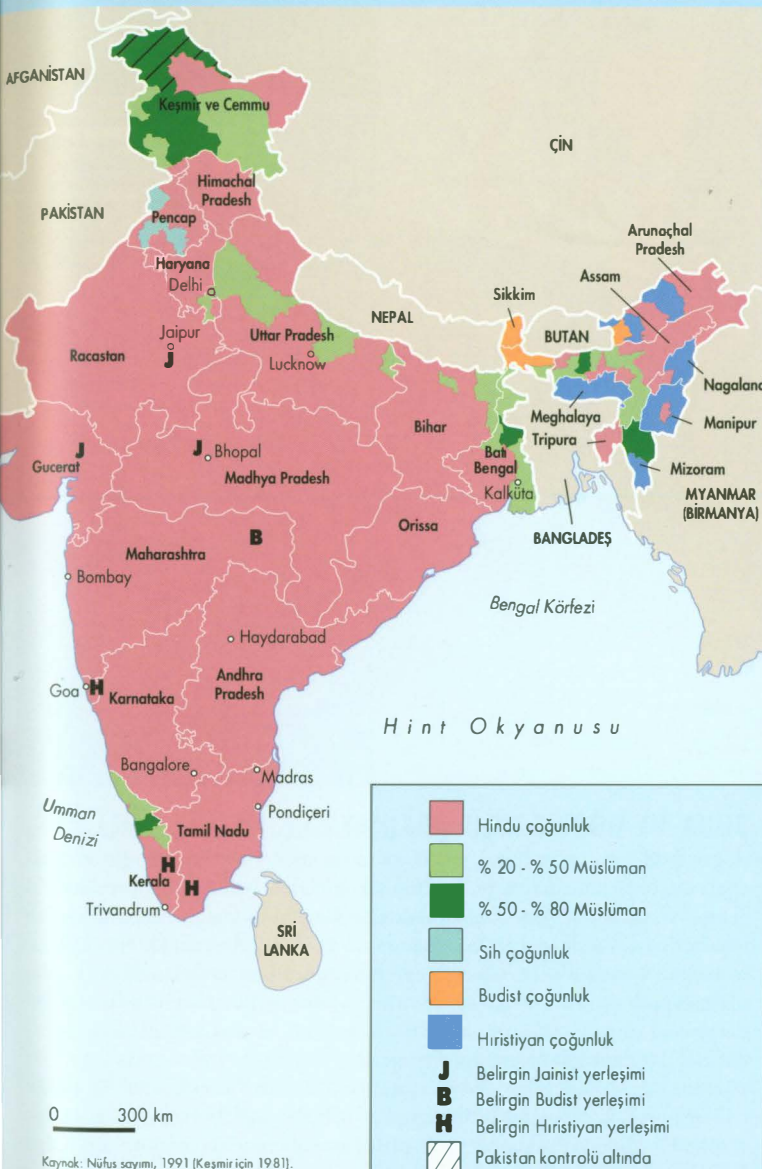 AFGANİSTAN
Keşmir ve Cemmu
ÇİN
Himachal
Pradesh
PAKİSTAN
Pencap
Arunaçhal
Pradesh
Haryana
Delhi
Assam
Sikkim
NEPAL
BUTAN
Jaipur
J
Uttar Pradesh
Lucknow
Racastan
Nagaland
Meghalaya
Manipur
Bihar
Tripura
J
Gucerat
J
Bhopal
Madhya Pradesh
Bati
Bengal
Kalküta
Mizoram
MYANMAR
(BİRMANYA)
Orissa
BANGLADEŞ
Maharashtra
B
Bombay
Bengal Körfezi
Haydarabad
Goa
H
Karnataka
Andhra
Pradesh
Hint Okyanusu
Bangalore
Madras
Umman
Denizi
Pondiçeri
Tamil Nadu
H
Kerala
H
Trivandrum
SRİ
LANKA
Hindu çoğunluk
% 20 - % 50 Müslüman
% 50 - % 80 Müslüman
Sih çoğunluk
Budist çoğunluk
Hıristiyan çoğunluk
J Belirgin Jainist yerleşimi
B Belirgin Budist yerleşimi
H Belirgin Hıristiyan yerleşimi
Pakistan kontrolü altında
0 300 km
Kaynak: Nüfus sayımı, 1991 (Keşmir için 1981).